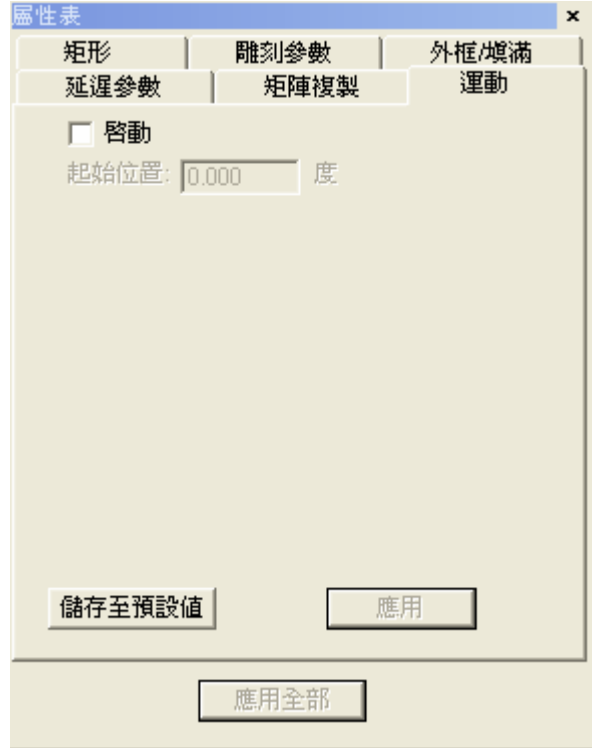 屬性表
矩形 雕刻參數 外框/填滿
延遲參數 矩陣複製 運動
啓動
起始位置: 0.000 度
儲存至預設值 應用
應用全部